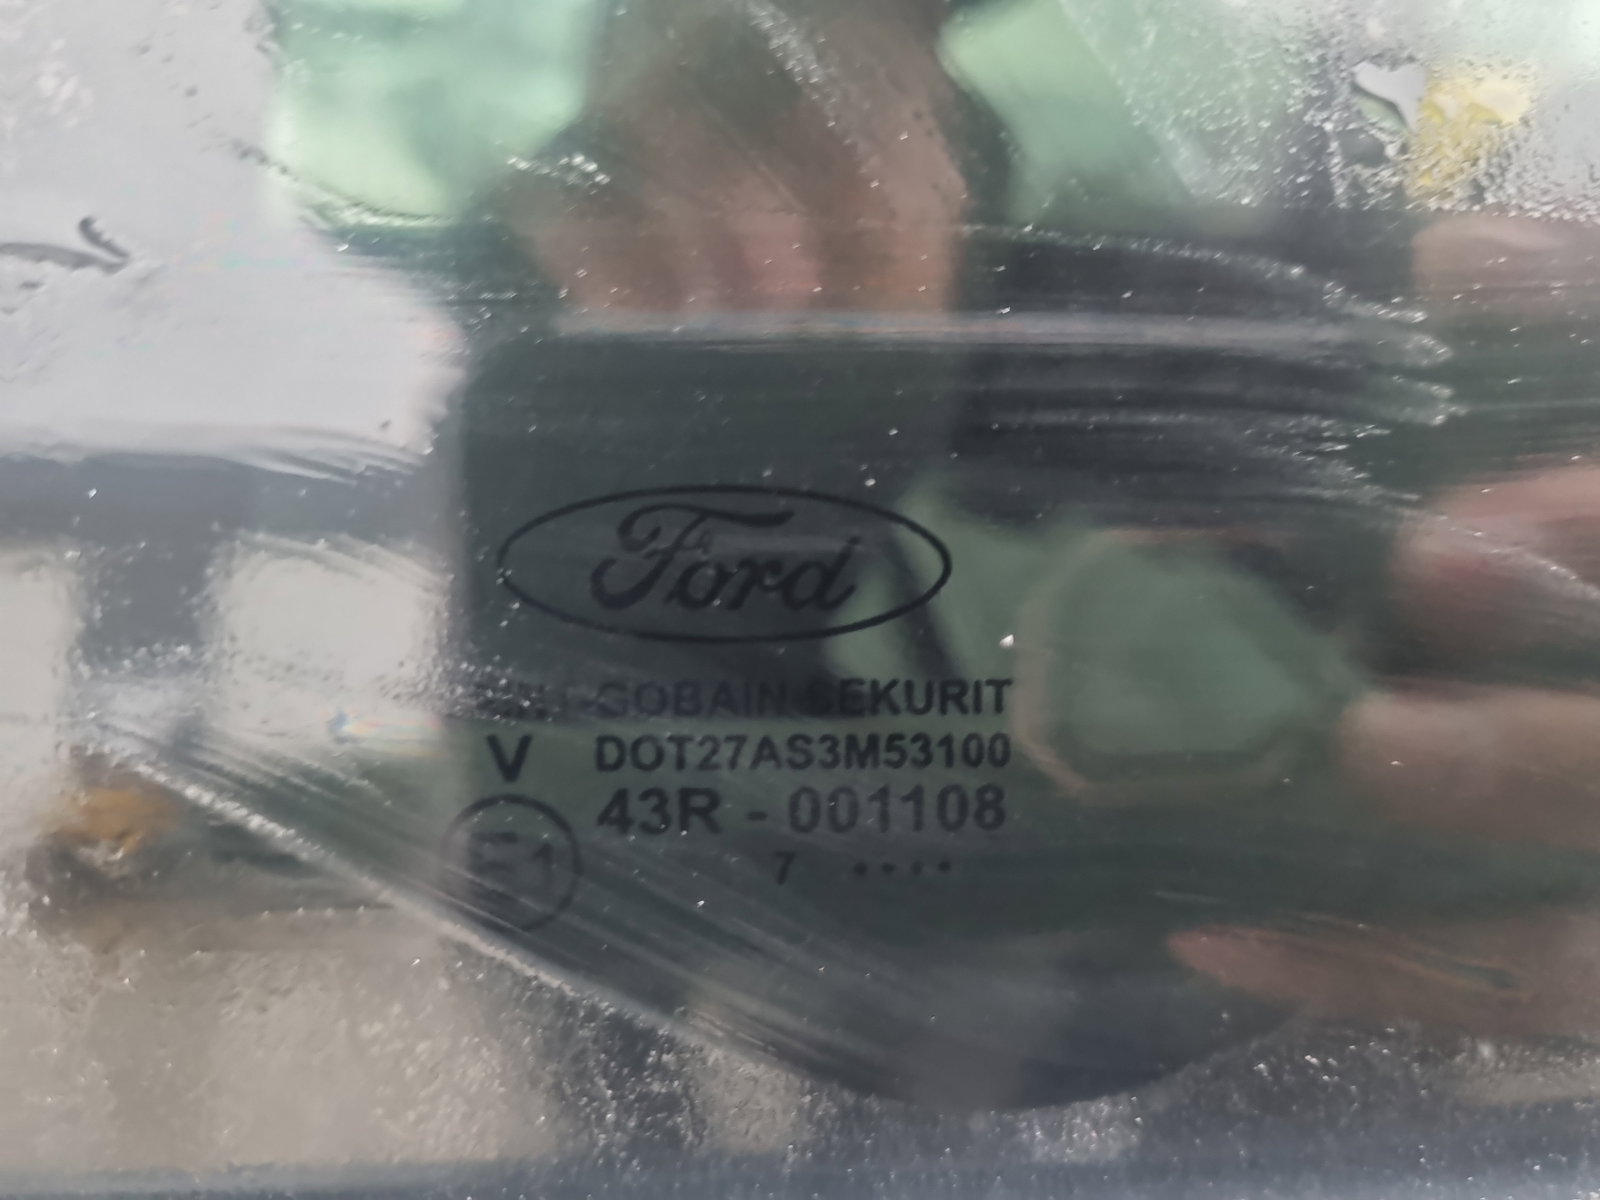 Ford
GOBAIN SEKURIT
V DOT27AS3M53100
E1 43R - 001108
7 ••••